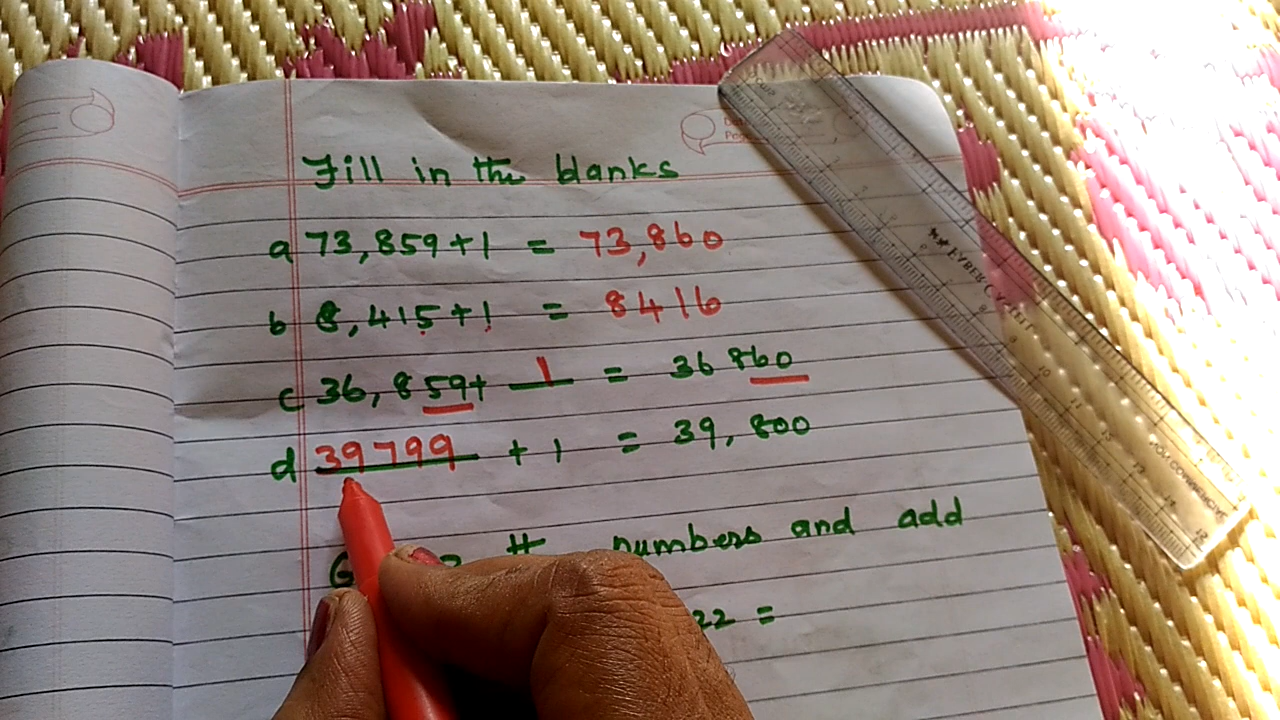 Fill in the blanks
a 73,859+1 = 73,860
b 8,415+1 = 8416
c 36,859+ 1 = 36 860
d 39799 + 1 = 39,800
numbers and add
22 =